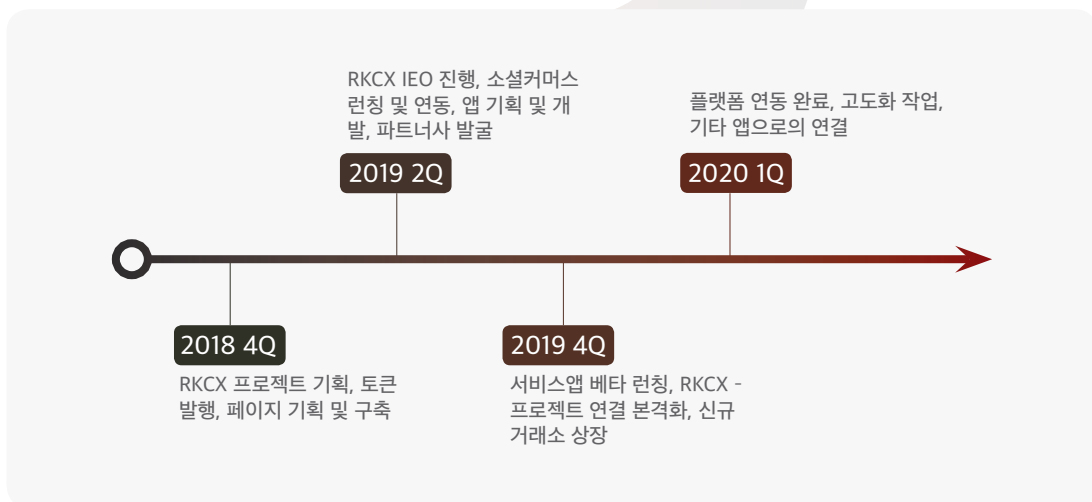 RKCX IEO 진행, 소셜커머스
런칭 및 연동, 앱 기획 및 개
발, 파트너사 발굴
2019 2Q
플랫폼 연동 완료, 고도화 작업,
기타 앱으로의 연결
2020 1Q
2018 4Q
RKCX 프로젝트 기획, 토큰
발행, 페이지 기획 및 구축
2019 4Q
서비스앱 베타 런칭, RKCX -
프로젝트 연결 본격화, 신규
거래소 상장